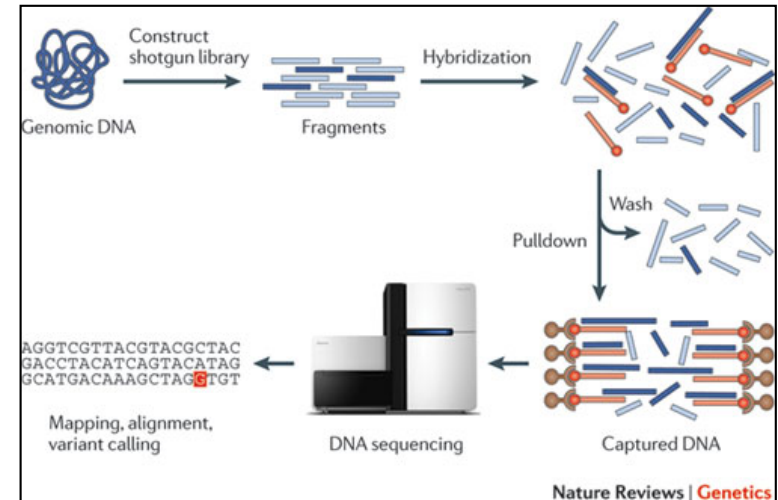 Construct
shotgun library
Hybridization
Genomic DNA
Fragments
Wash
Pulldown
AGGTCGTTACGTACGCTAC
GACCTACATCAGTACATAG
GCATGACAAAGCTAGGTGT
Mapping, alignment,
variant calling
DNA sequencing
Captured DNA
Nature Reviews | Genetics